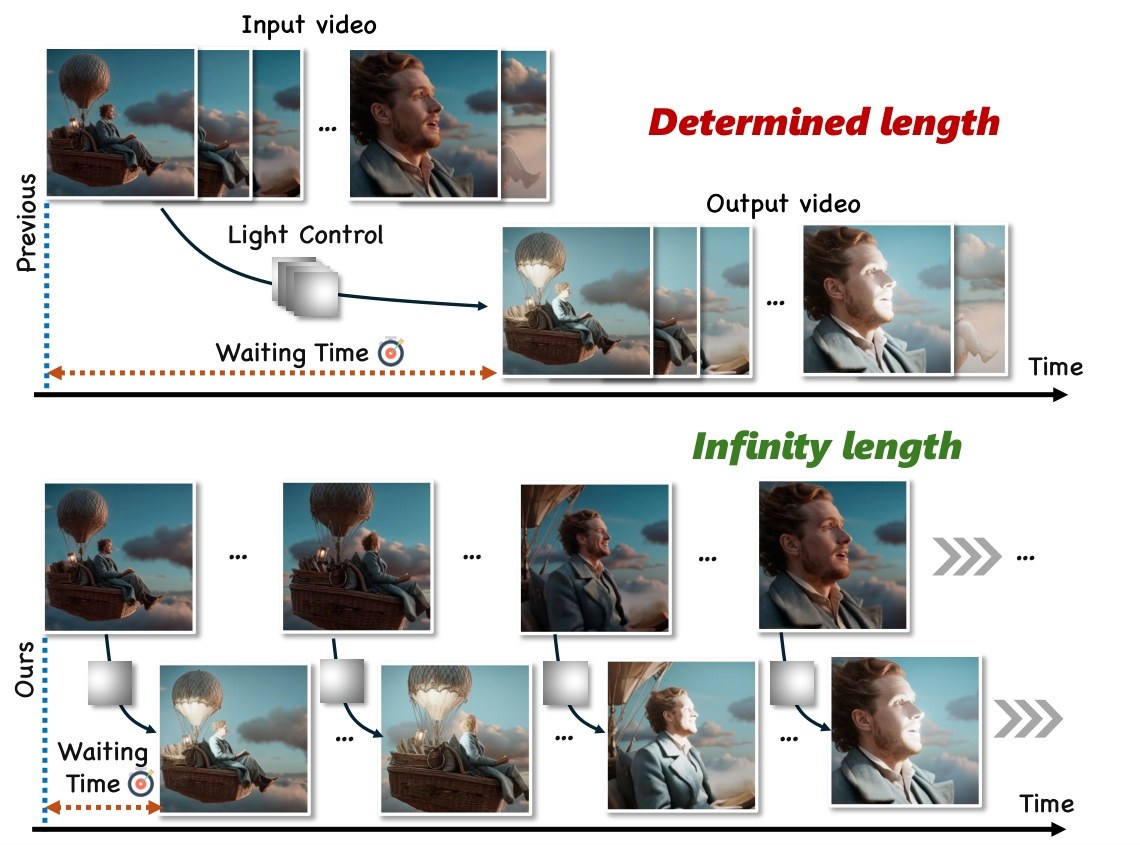 Input video
...
Determined length
Previous
Output video
Light Control
...
Waiting Time
Time
Infinity length
... ... ... ...
Ours
... ... ...
Waiting
Time
Time